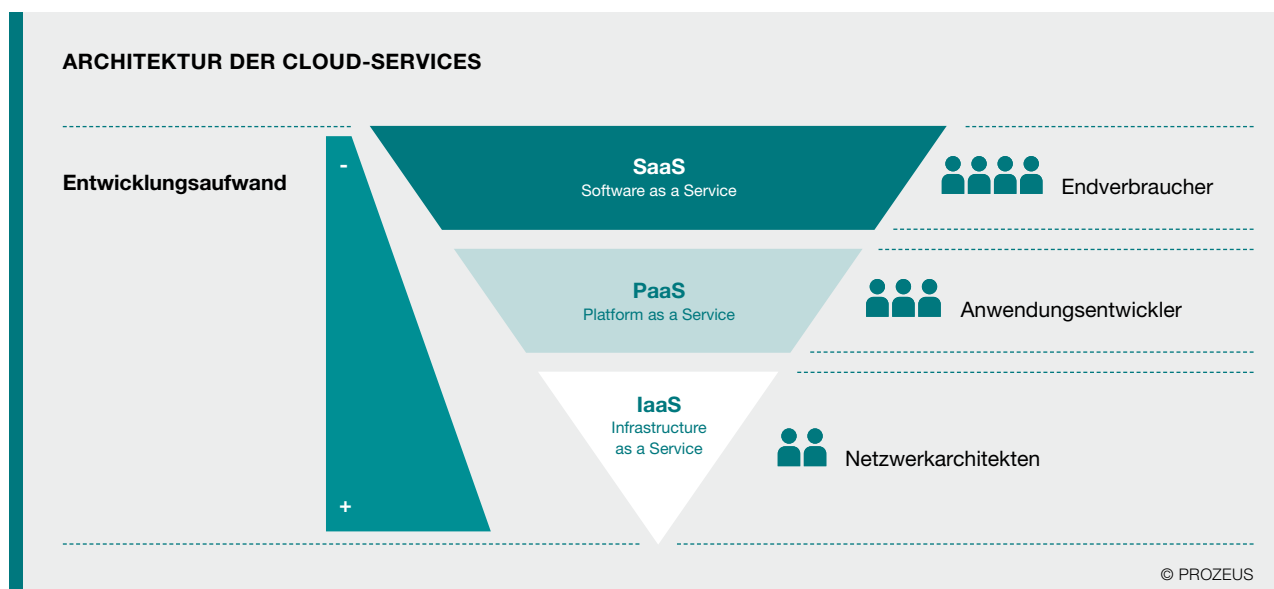 ARCHITEKTUR DER CLOUD-SERVICES
Entwicklungsaufwand
-
+
SaaS
Software as a Service
Endverbraucher
PaaS
Platform as a Service
Anwendungsentwickler
IaaS
Infrastructure
as a Service
Netzwerkarchitekten
© PROZEUS